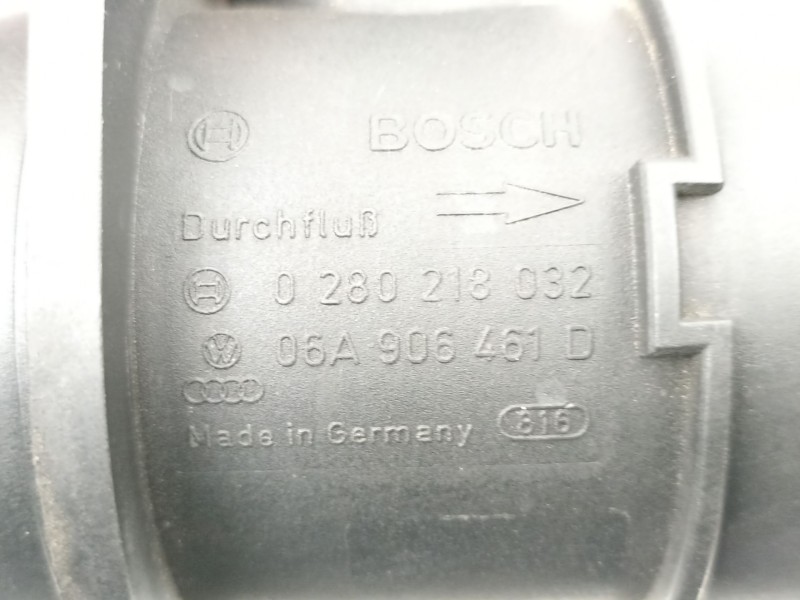 BOSCH
Durchfluß
0 280 218 032
06A 906 461 D
Made in Germany 816